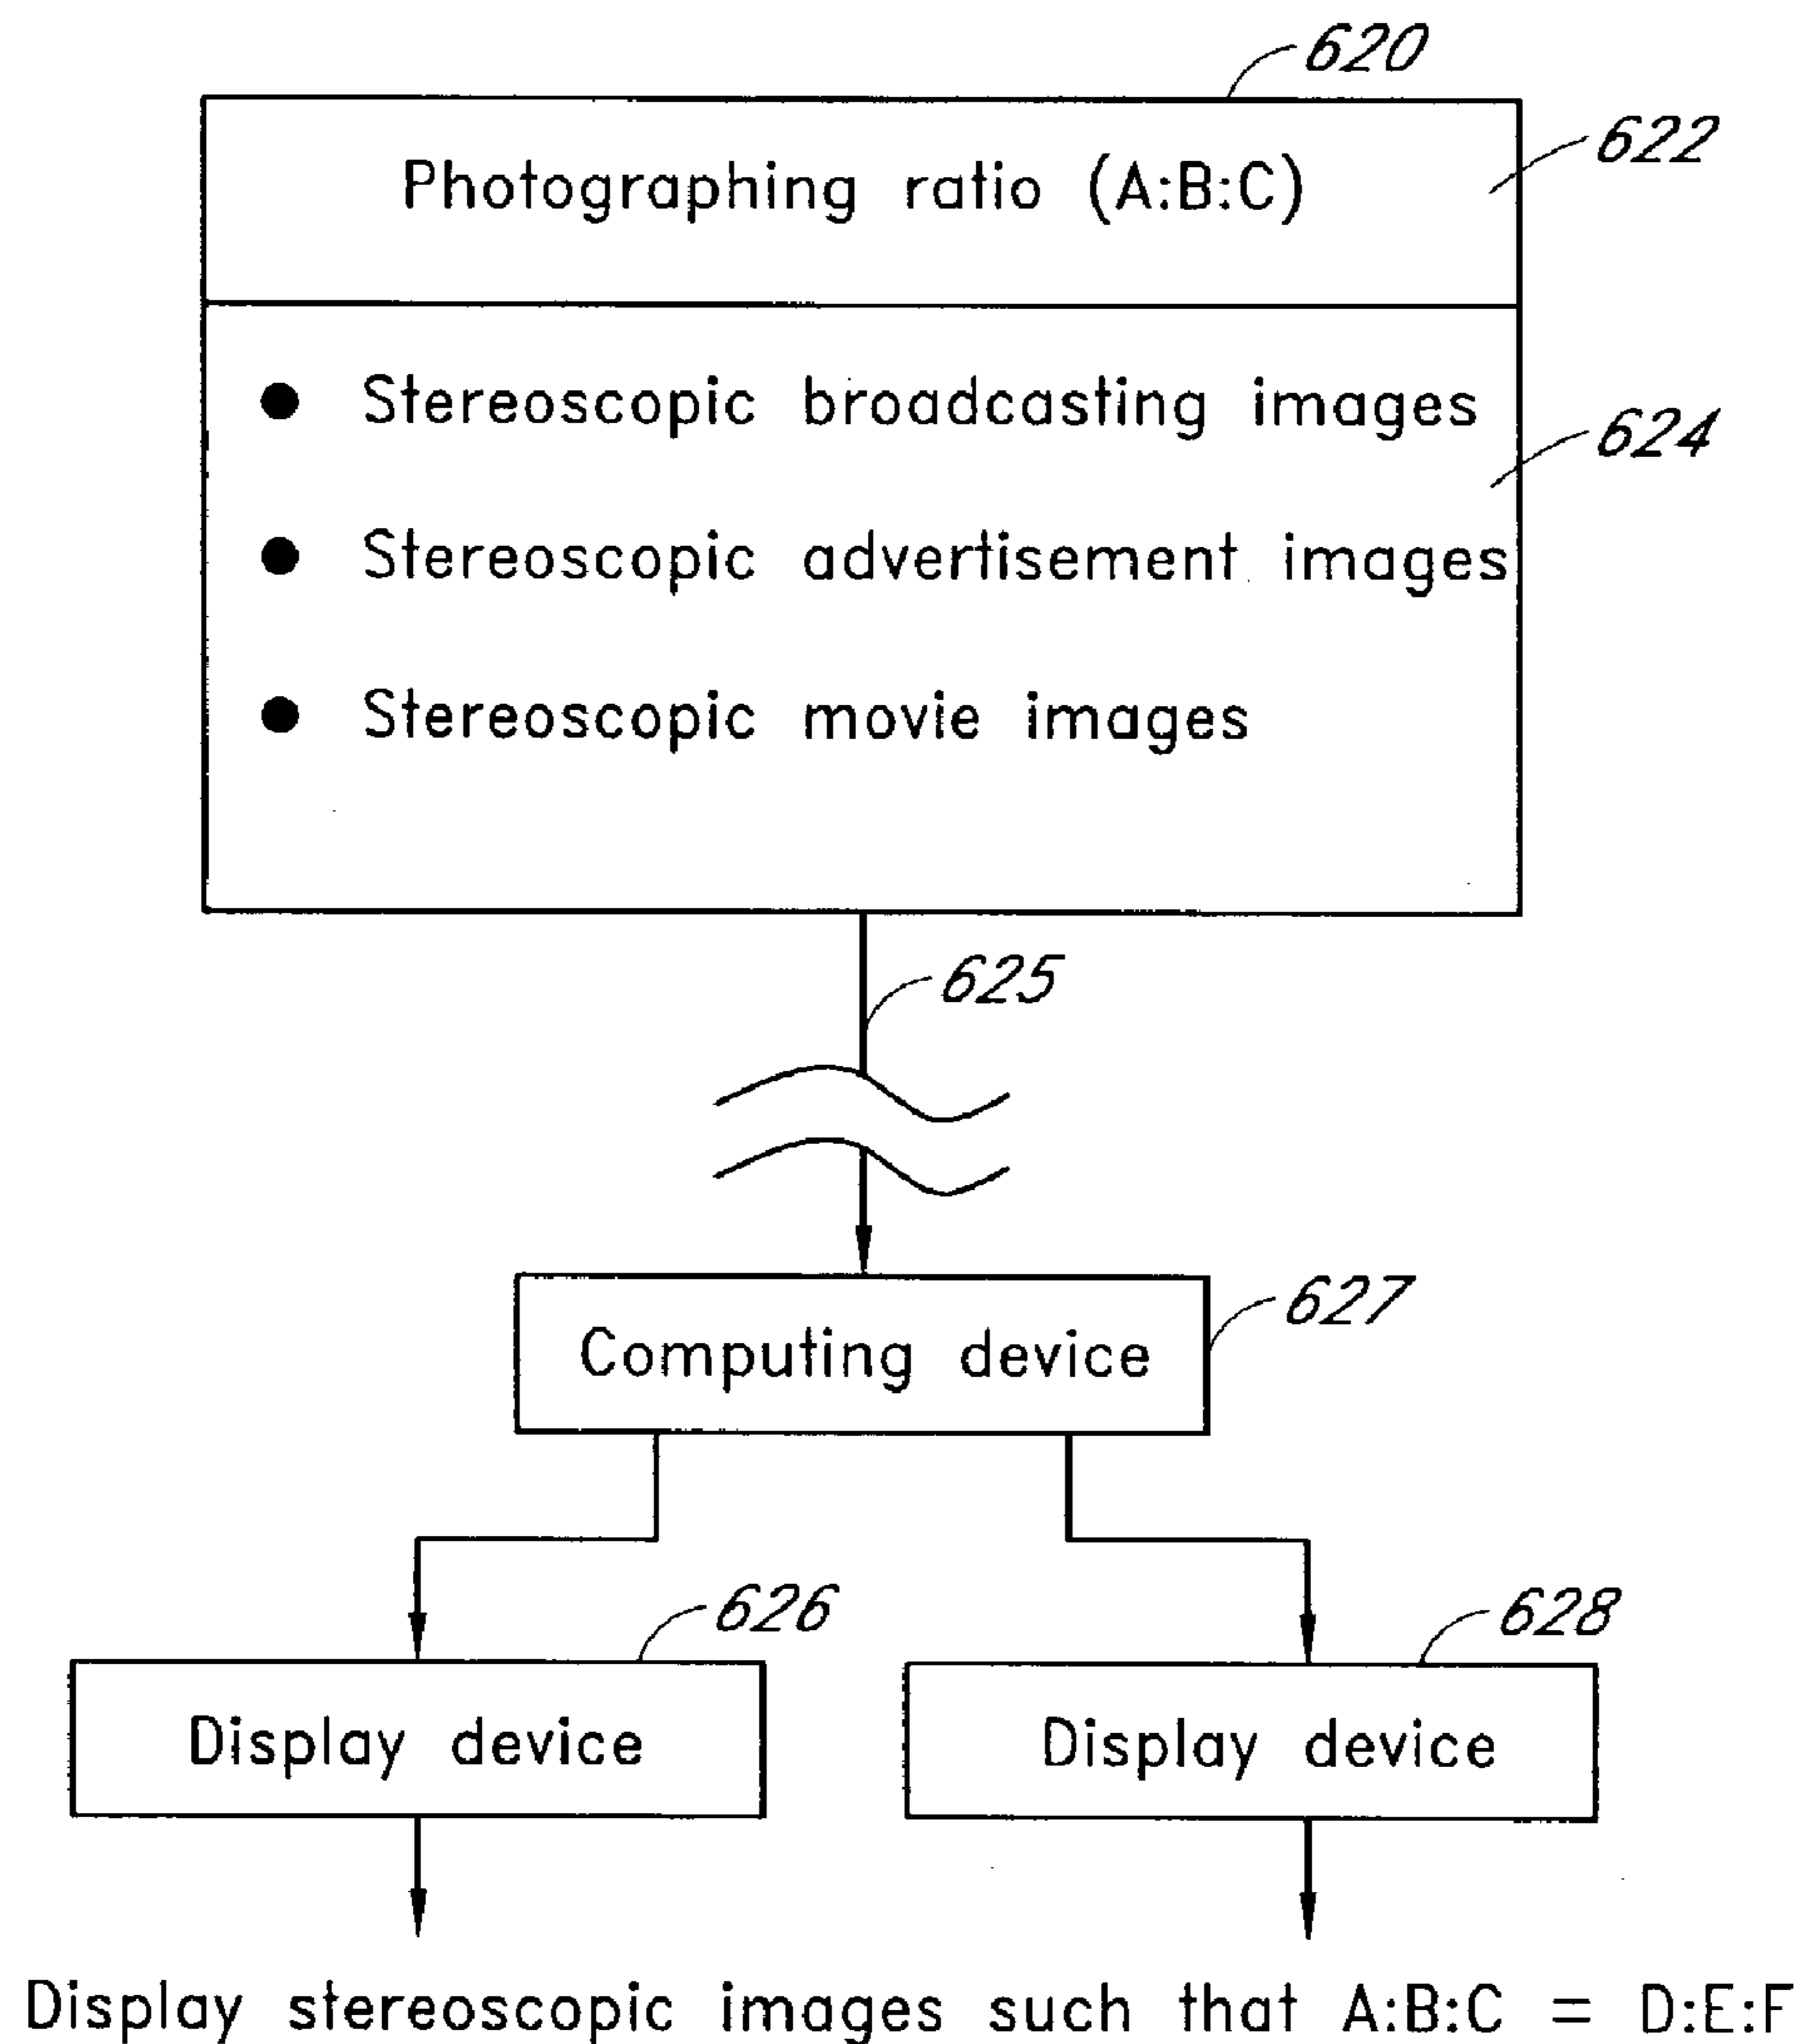 620
622
Photographing ratio (A:B:C)
● Stereoscopic broadcasting images
624
● Stereoscopic advertisement images
● Stereoscopic movie images
625
627
Computing device
626
628
Display device
Display device
Display stereoscopic images such that A:B:C = D:E:F